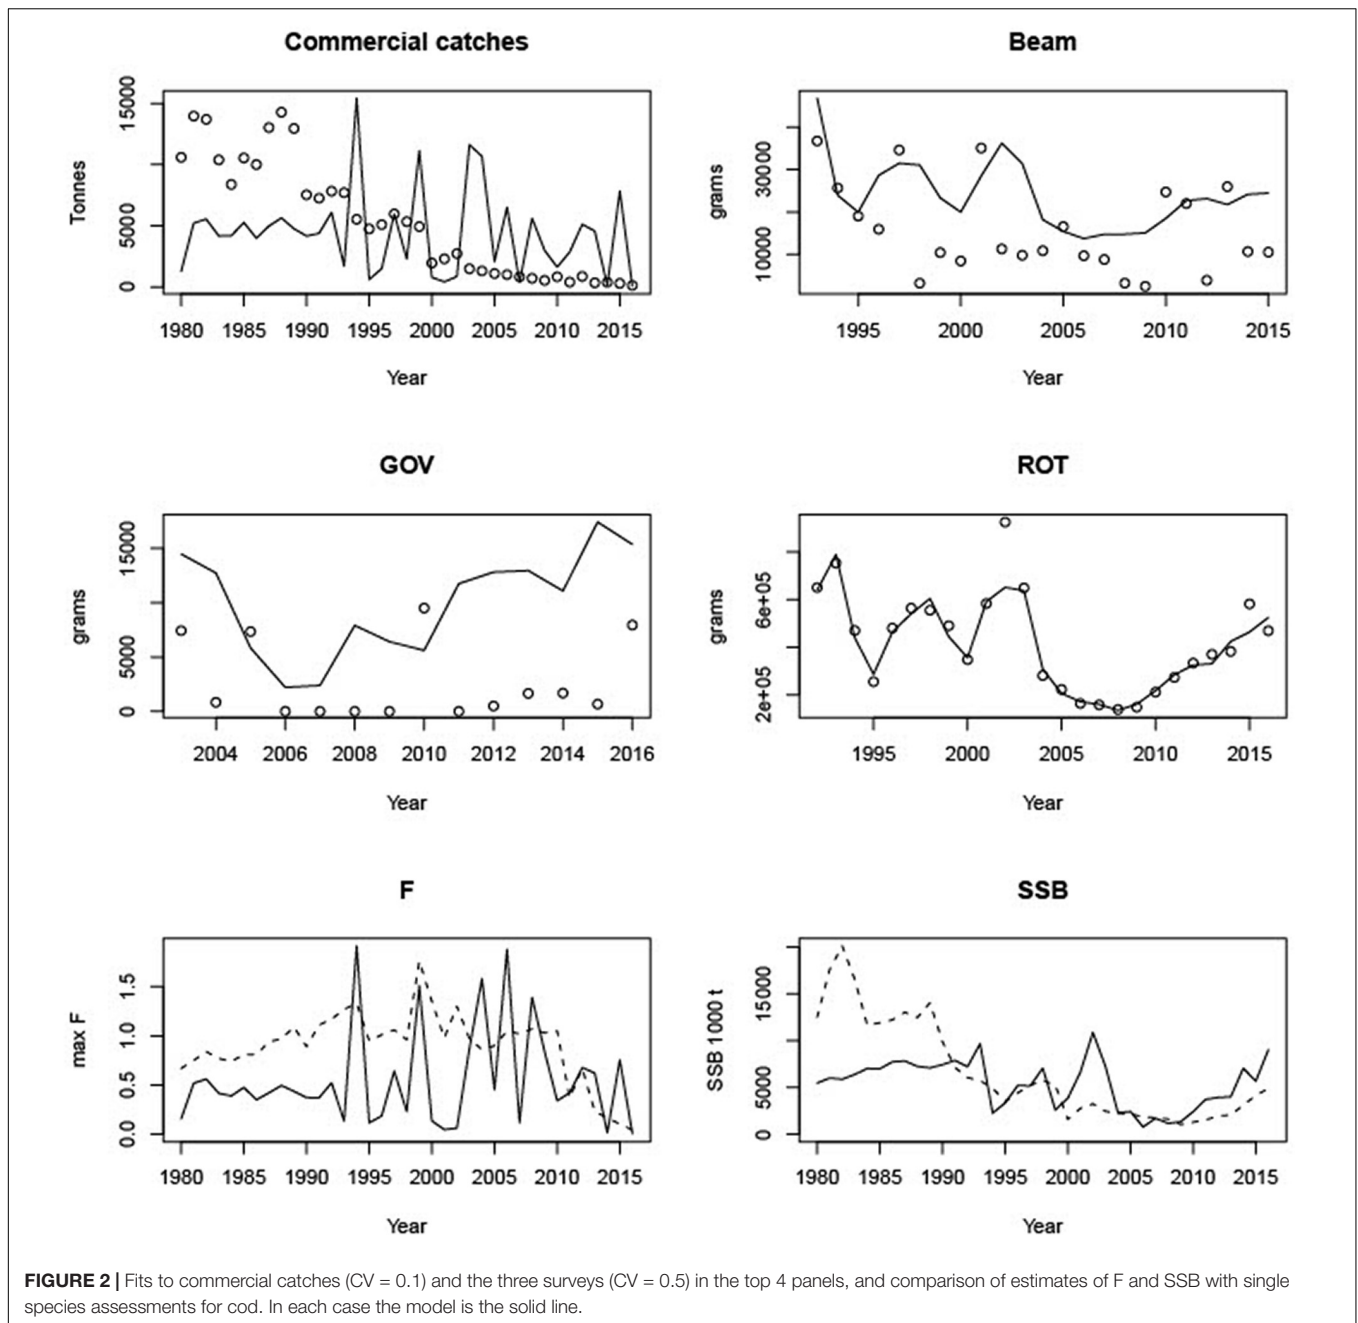 Commercial catches
Beam
Tonnes
0 5000 15000
1980 1985 1990 1995 2000 2005 2010 2015
Year
grams
10000 30000
1995 2000 2005 2010 2015
Year
GOV
ROT
grams
0 5000 15000
2004 2006 2008 2010 2012 2014 2016
Year
grams
2e+05 6e+05
1995 2000 2005 2010 2015
Year
F
SSB
max F
0.0 0.5 1.0 1.5
1980 1985 1990 1995 2000 2005 2010 2015
Year
SSB 1000 t
0 5000 15000
1980 1985 1990 1995 2000 2005 2010 2015
Year
FIGURE 2 | Fits to commercial catches (CV = 0.1) and the three surveys (CV = 0.5) in the top 4 panels, and comparison of estimates of F and SSB with single
species assessments for cod. In each case the model is the solid line.